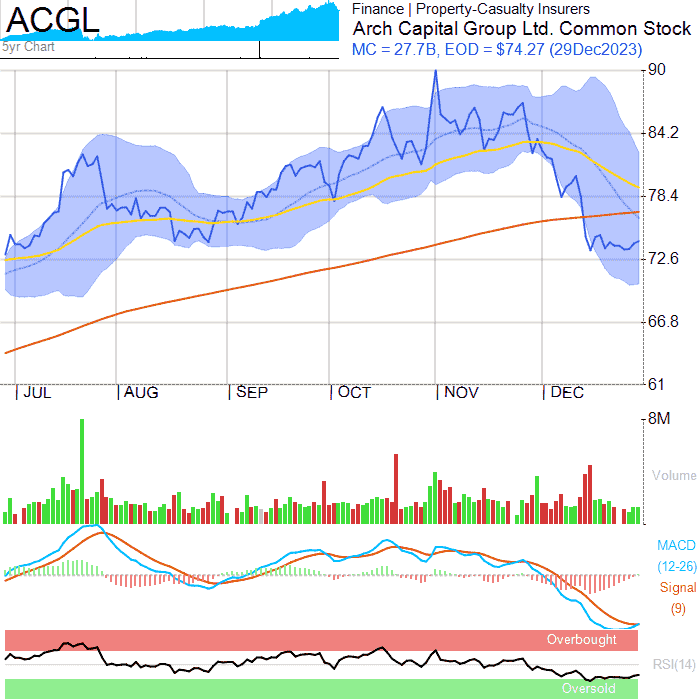 ACGL
5yr Chart
Finance | Property-Casualty Insurers
Arch Capital Group Ltd. Common Stock
MC = 27.7B, EOD = $74.27 (29Dec2023)
90
84.2
78.4
72.6
66.8
61
JUL
AUG
SEP
OCT
NOV
DEC
8M
Volume
MACD
(12-26)
Signal
(9)
Overbought
RSI(14)
Oversold